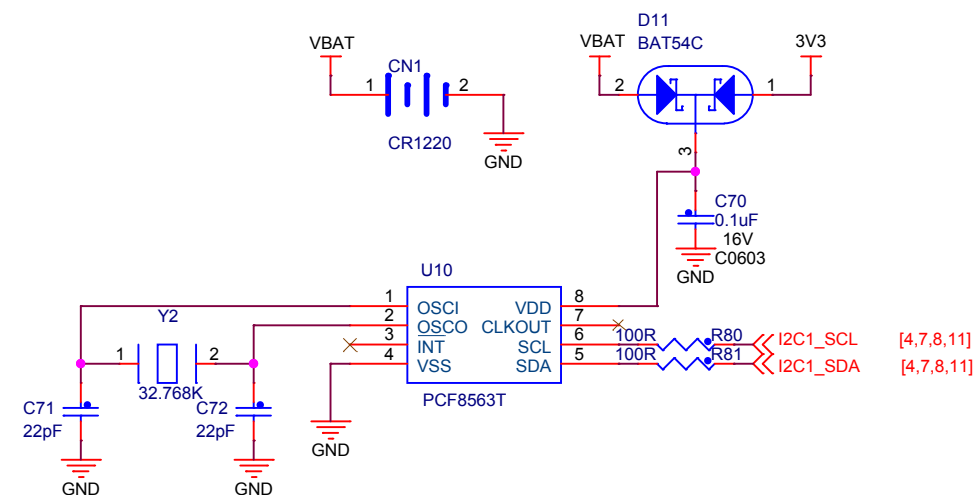 D11
BAT54C
VBAT
VBAT
3V3
CN1
1
2
2
1
CR1220
GND
3
C70
0.1uF
16V
C0603
GND
U10
1
OSCI
VDD
8
2
OSCO
CLKOUT
7
3
INT
SCL
6
100R
R80
I2C1_SCL
[4,7,8,11]
4
VSS
SDA
5
100R
R81
I2C1_SDA
[4,7,8,11]
Y2
1
2
32.768K
PCF8563T
C71
22pF
C72
22pF
GND
GND
GND